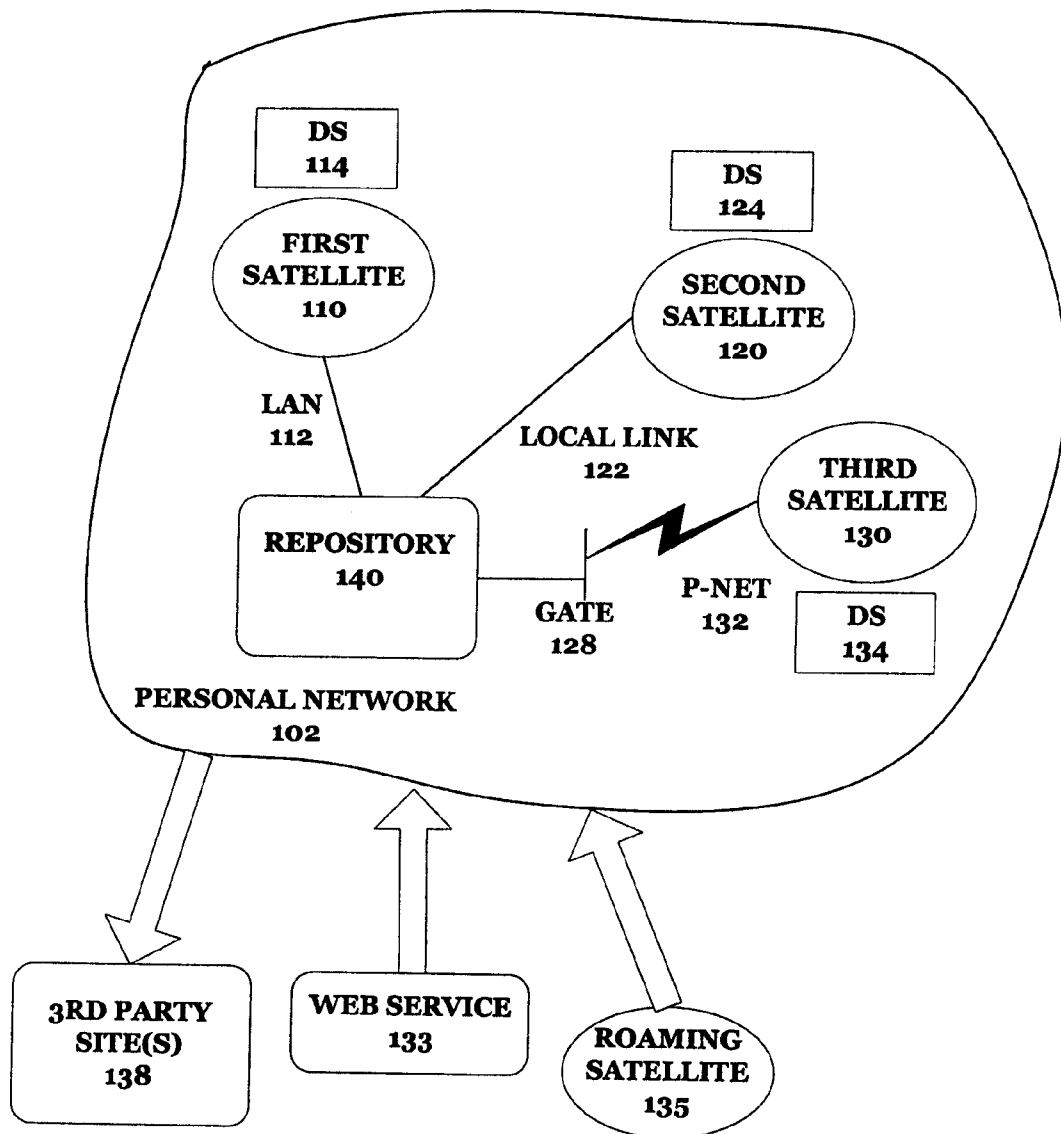 DS
114
DS
124
FIRST
SATELLITE
110
SECOND
SATELLITE
120
LAN
112
LOCAL LINK
122
THIRD
SATELLITE
130
REPOSITORY
140
GATE
128
P-NET
132
DS
134
PERSONAL NETWORK
102
3RD PARTY
SITE(S)
138
WEB SERVICE
133
ROAMING
SATELLITE
135